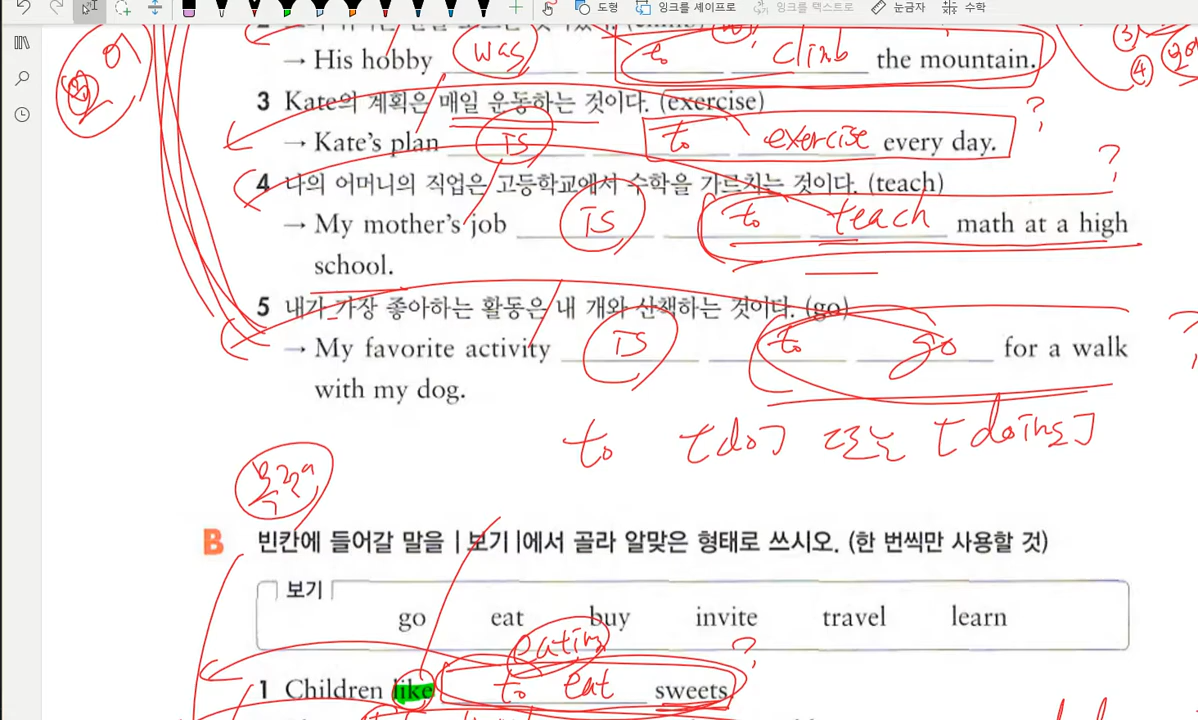 도형 잉크를 셰이프로 잉크를 텍스트로 눈금자 수학
→ His hobby was to climb the mountain.
3 Kate의 계획은 매일 운동하는 것이다. (exercise) ?
→ Kate's plan is to exercise every day.
4 나의 어머니의 직업은 고등학교에서 수학을 가르치는 것이다. (teach) ?
→ My mother's job is to teach math at a high
school.
5 내가 가장 좋아하는 활동은 내 개와 산책하는 것이다. (go) ?
→ My favorite activity is to go for a walk
with my dog.
to [do] 또는 [doing]
B 빈칸에 들어갈 말을 | 보기 |에서 골라 알맞은 형태로 쓰시오. (한 번씩만 사용할 것)
보기
go eat buy invite travel learn
eating ?
1 Children like to eat sweets